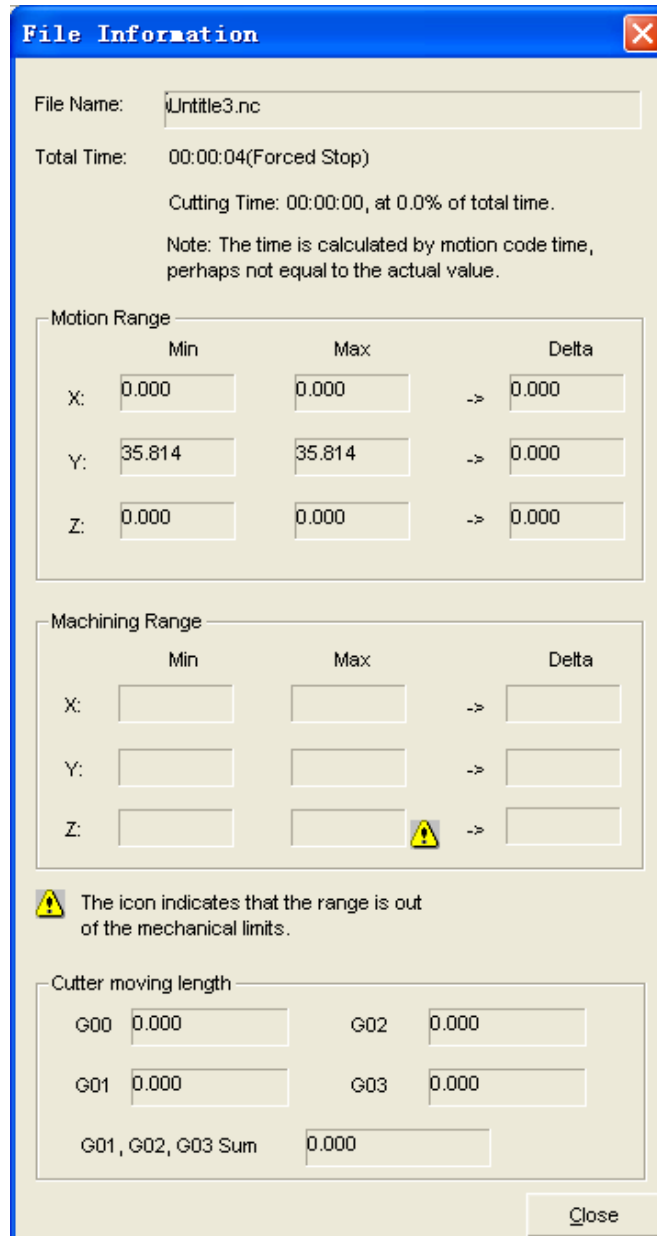 File Information
File Name: \Untitle3.nc
Total Time: 00:00:04(Forced Stop)
Cutting Time: 00:00:00, at 0.0% of total time.
Note: The time is calculated by motion code time,
perhaps not equal to the actual value.
Motion Range
Min Max Delta
X: 0.000 0.000 -> 0.000
Y: 35.814 35.814 -> 0.000
Z: 0.000 0.000 -> 0.000
Machining Range
Min Max Delta
X: ->
Y: ->
Z: ->
The icon indicates that the range is out
of the mechanical limits.
Cutter moving length
G00 0.000 G02 0.000
G01 0.000 G03 0.000
G01, G02, G03 Sum 0.000
Close